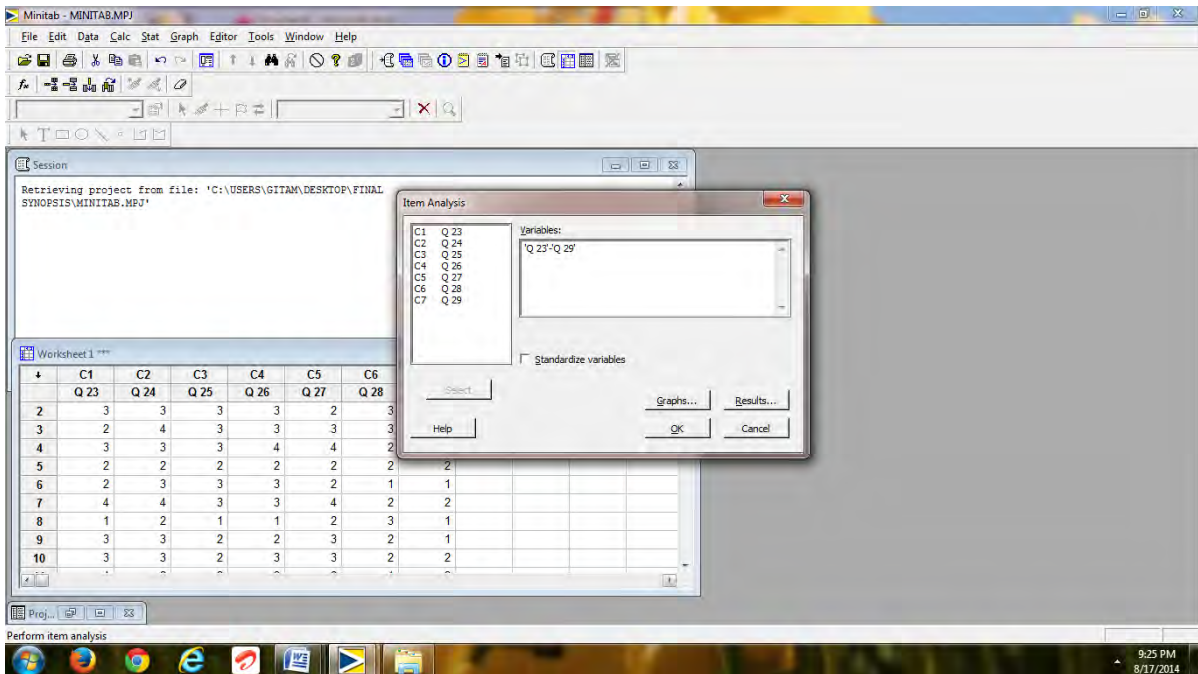 Minitab - MINITAB.MPJ
File Edit Data Calc Stat Graph Editor Tools Window Help
Session
Retrieving project from file: 'C:\USERS\GITAM\DESKTOP\FINAL
SYNOPSIS\MINITAB.MPJ'
Item Analysis
C1 Q 23
C2 Q 24
C3 Q 25
C4 Q 26
C5 Q 27
C6 Q 28
C7 Q 29
Variables:
'Q 23'-'Q 29'
Standardize variables
Select
Graphs... Results...
Help OK Cancel
Worksheet 1 ***
C1 C2 C3 C4 C5 C6
Q 23 Q 24 Q 25 Q 26 Q 27 Q 28
2 3 3 3 3 2 3
3 2 4 3 3 3 3
4 3 3 3 4 4 2
5 2 2 2 2 2 2 2
6 2 3 3 3 2 1 1
7 4 4 3 3 4 2 2
8 1 2 1 1 2 3 1
9 3 3 2 2 3 2 1
10 3 3 2 3 3 2 2
Proj...
Perform item analysis
9:25 PM
8/17/2014